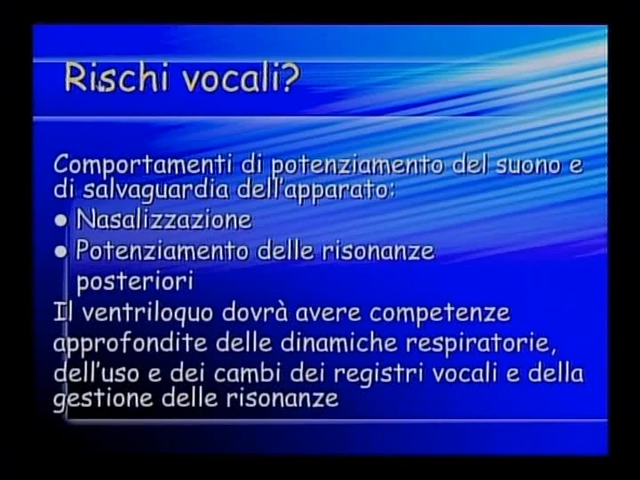 Rischi vocali?
Comportamenti di potenziamento del suono e
di salvaguardia dell'apparato:
● Nasalizzazione
● Potenziamento delle risonanze
posteriori
Il ventriloquo dovrà avere competenze
approfondite delle dinamiche respiratorie,
dell'uso e dei cambi dei registri vocali e della
gestione delle risonanze